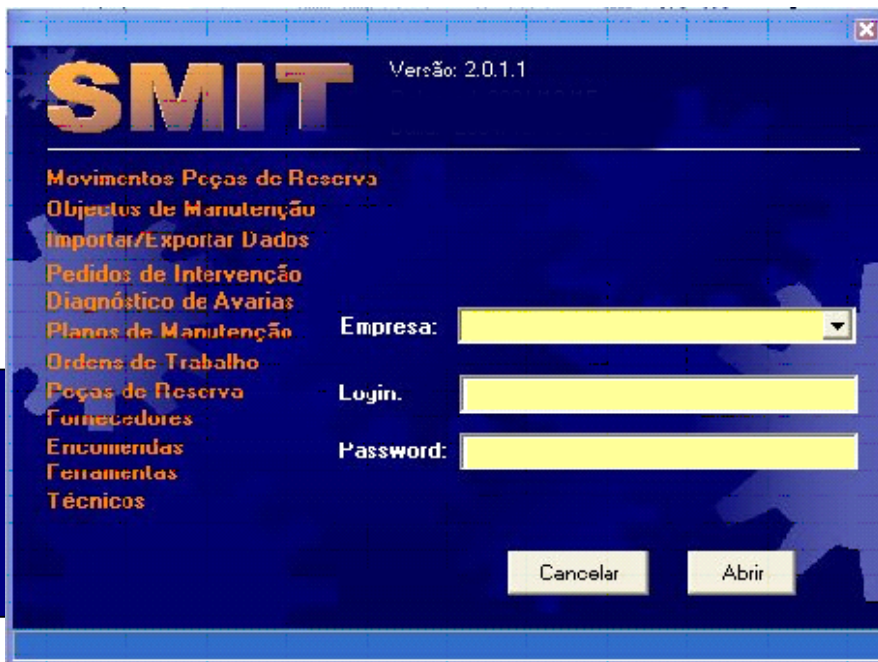 SMIT
Versão: 2.0.1.1
Movimentos Peças de Reserva
Objectos de Manutenção
Importar/Exportar Dados
Pedidos de Intervenção
Diagnóstico de Avarias
Planos de Manutenção
Ordens de Trabalho
Peças de Reserva
Fornecedores
Encomendas
Ferramentas
Técnicos
Empresa:
Login:
Password:
Cancelar
Abrir